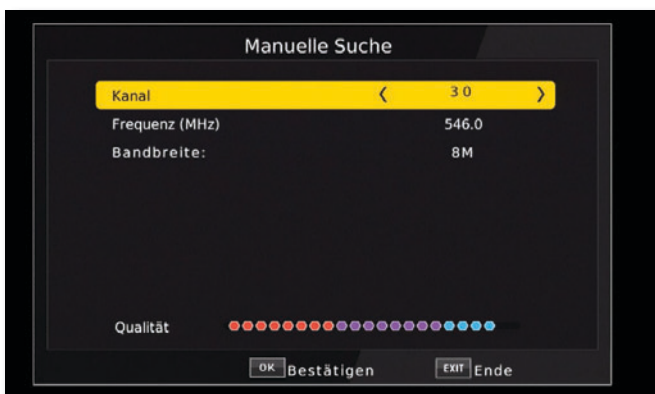 Manuelle Suche
Kanal < 30 >
Frequenz (MHz) 546.0
Bandbreite: 8M
Qualität
OK Bestätigen EXIT Ende